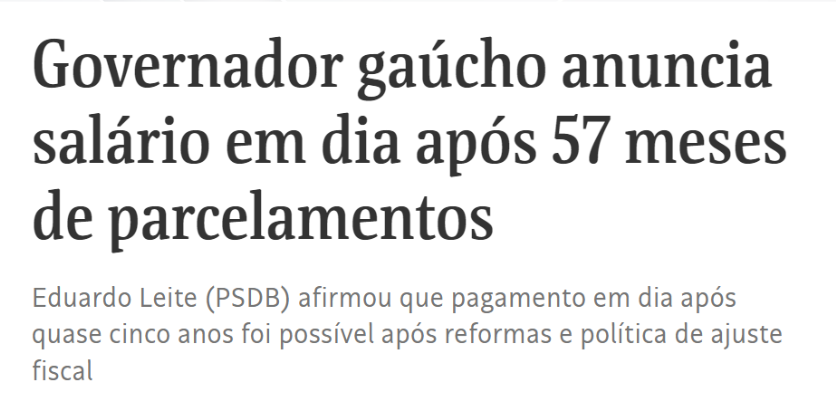 Governador gaúcho anuncia
salário em dia após 57 meses
de parcelamentos
Eduardo Leite (PSDB) afirmou que pagamento em dia após
quase cinco anos foi possível após reformas e política de ajuste
fiscal